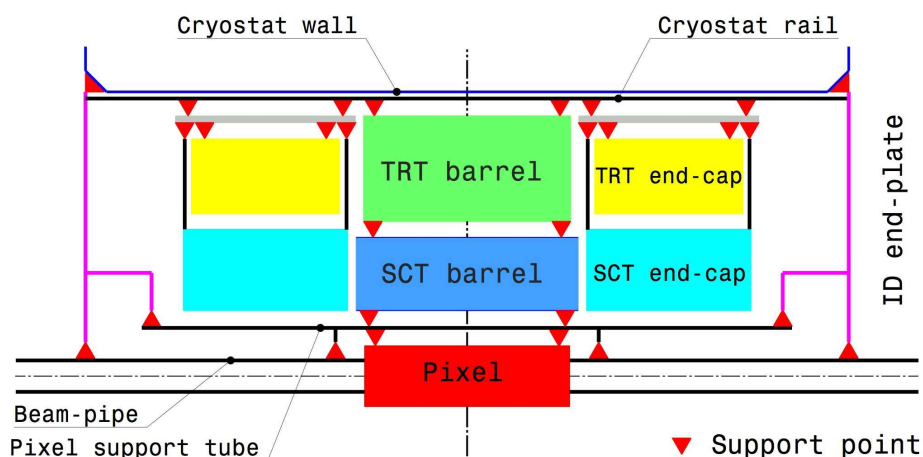 Cryostat wall
Cryostat rail
TRT barrel
TRT end-cap
SCT barrel
SCT end-cap
ID end-plate
Pixel
Beam-pipe
Pixel support tube
Support point